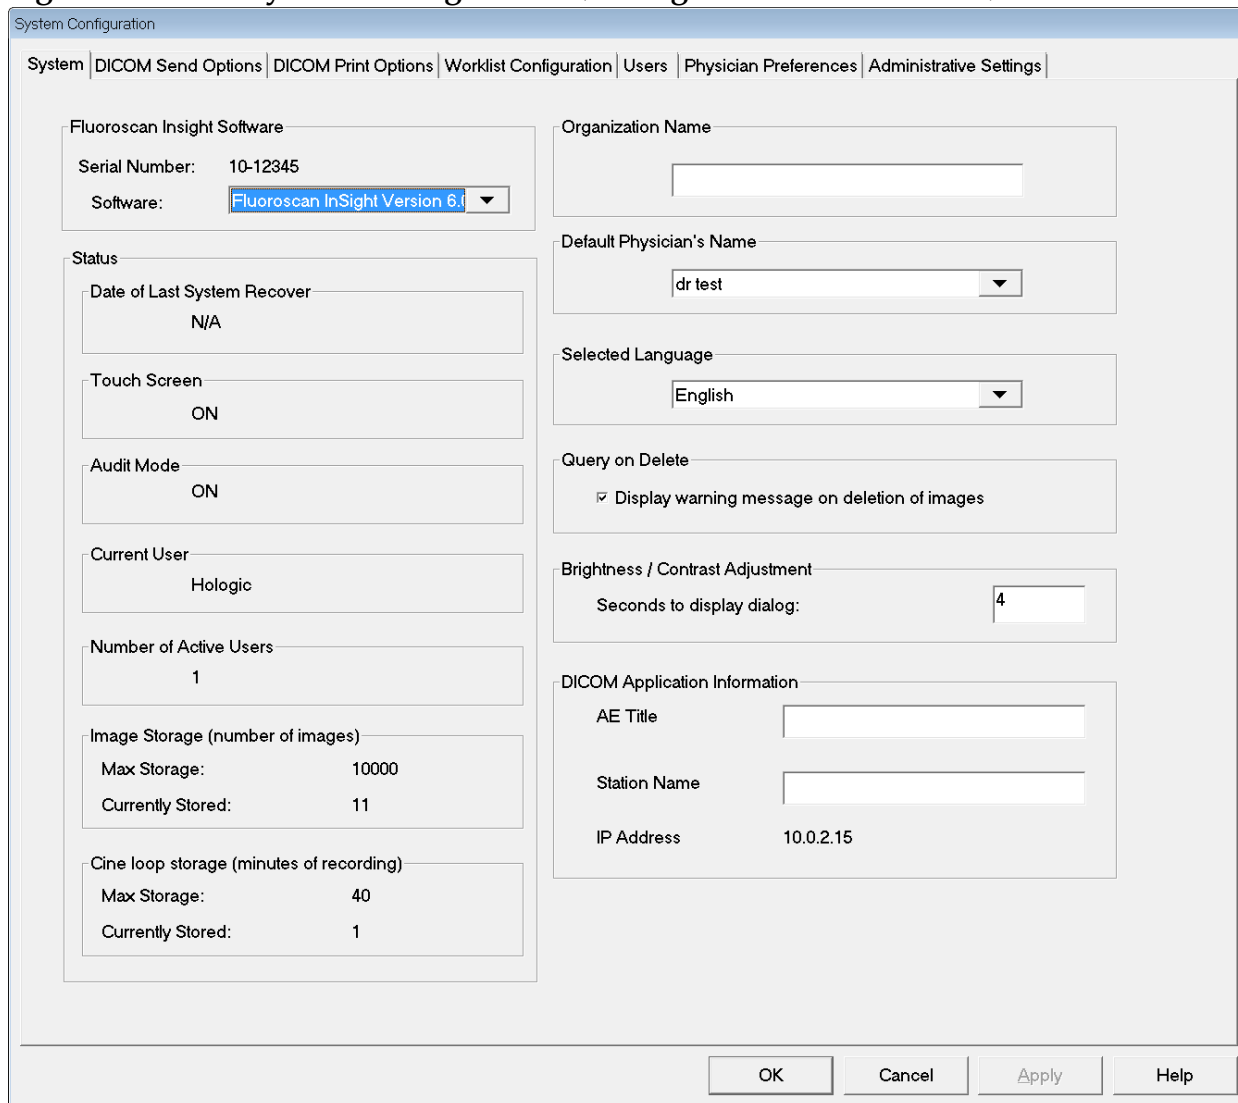 System Configuration
System DICOM Send Options DICOM Print Options Worklist Configuration Users Physician Preferences Administrative Settings
Fluoroscan Insight Software
Serial Number: 10-12345
Software: Fluoroscan InSight Version 6.
Status
Date of Last System Recover
N/A
Touch Screen
ON
Audit Mode
ON
Current User
Hologic
Number of Active Users
1
Image Storage (number of images)
Max Storage: 10000
Currently Stored: 11
Cine loop storage (minutes of recording)
Max Storage: 40
Currently Stored: 1
Organization Name
Default Physician's Name
dr test
Selected Language
English
Query on Delete
Display warning message on deletion of images
Brightness / Contrast Adjustment
Seconds to display dialog: 4
DICOM Application Information
AE Title
Station Name
IP Address 10.0.2.15
OK Cancel Apply Help